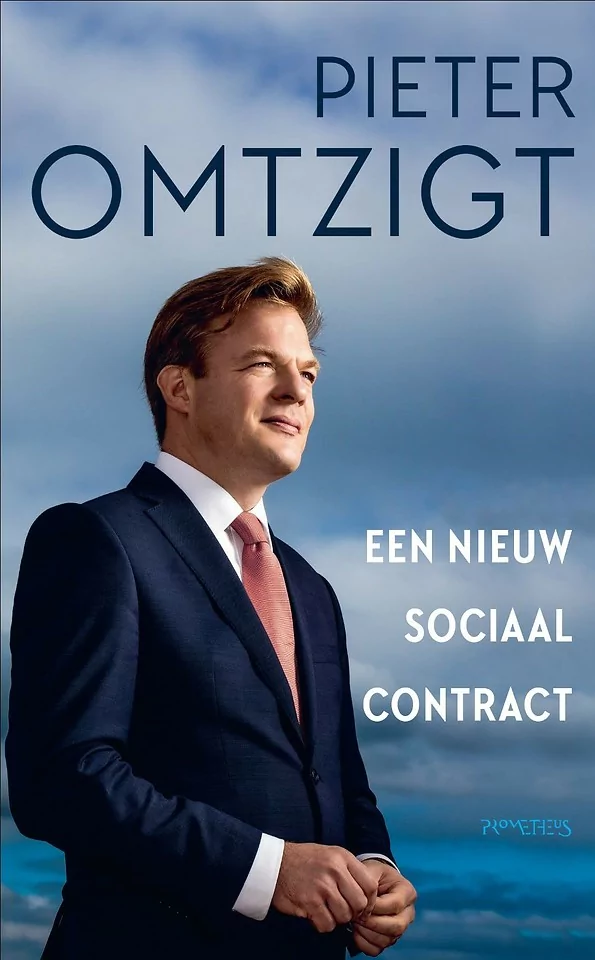 PIETER
OMTZIGT
EEN NIEUW
SOCIAAL
CONTRACT
PROMETHEUS